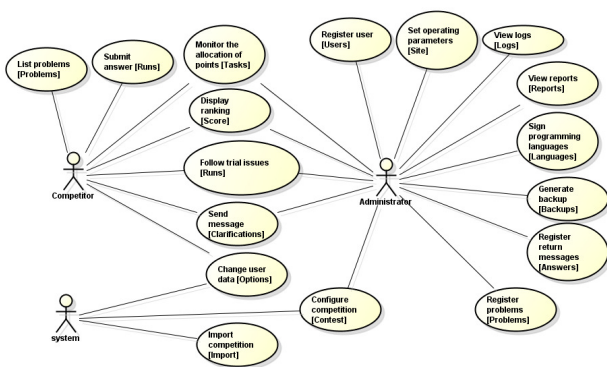 List problems
[Problems]
Submit
answer [Runs]
Monitor the
allocation of
points [Tasks]
Register user
[Users]
Set operating
parameters
[Site]
View logs
[Logs]
View reports
[Reports]
Display
ranking
[Score]
Sign
programming
languages
[Languages]
Follow trial issues
[Runs]
Competitor
Administrator
Generate
backup
[Backups]
Send
message
[Clarifications]
Register
return
messages
[Answers]
Change user
data [Options]
Configure
competition
[Contest]
Register
problems
[Problems]
system
Import
competition
[Import]